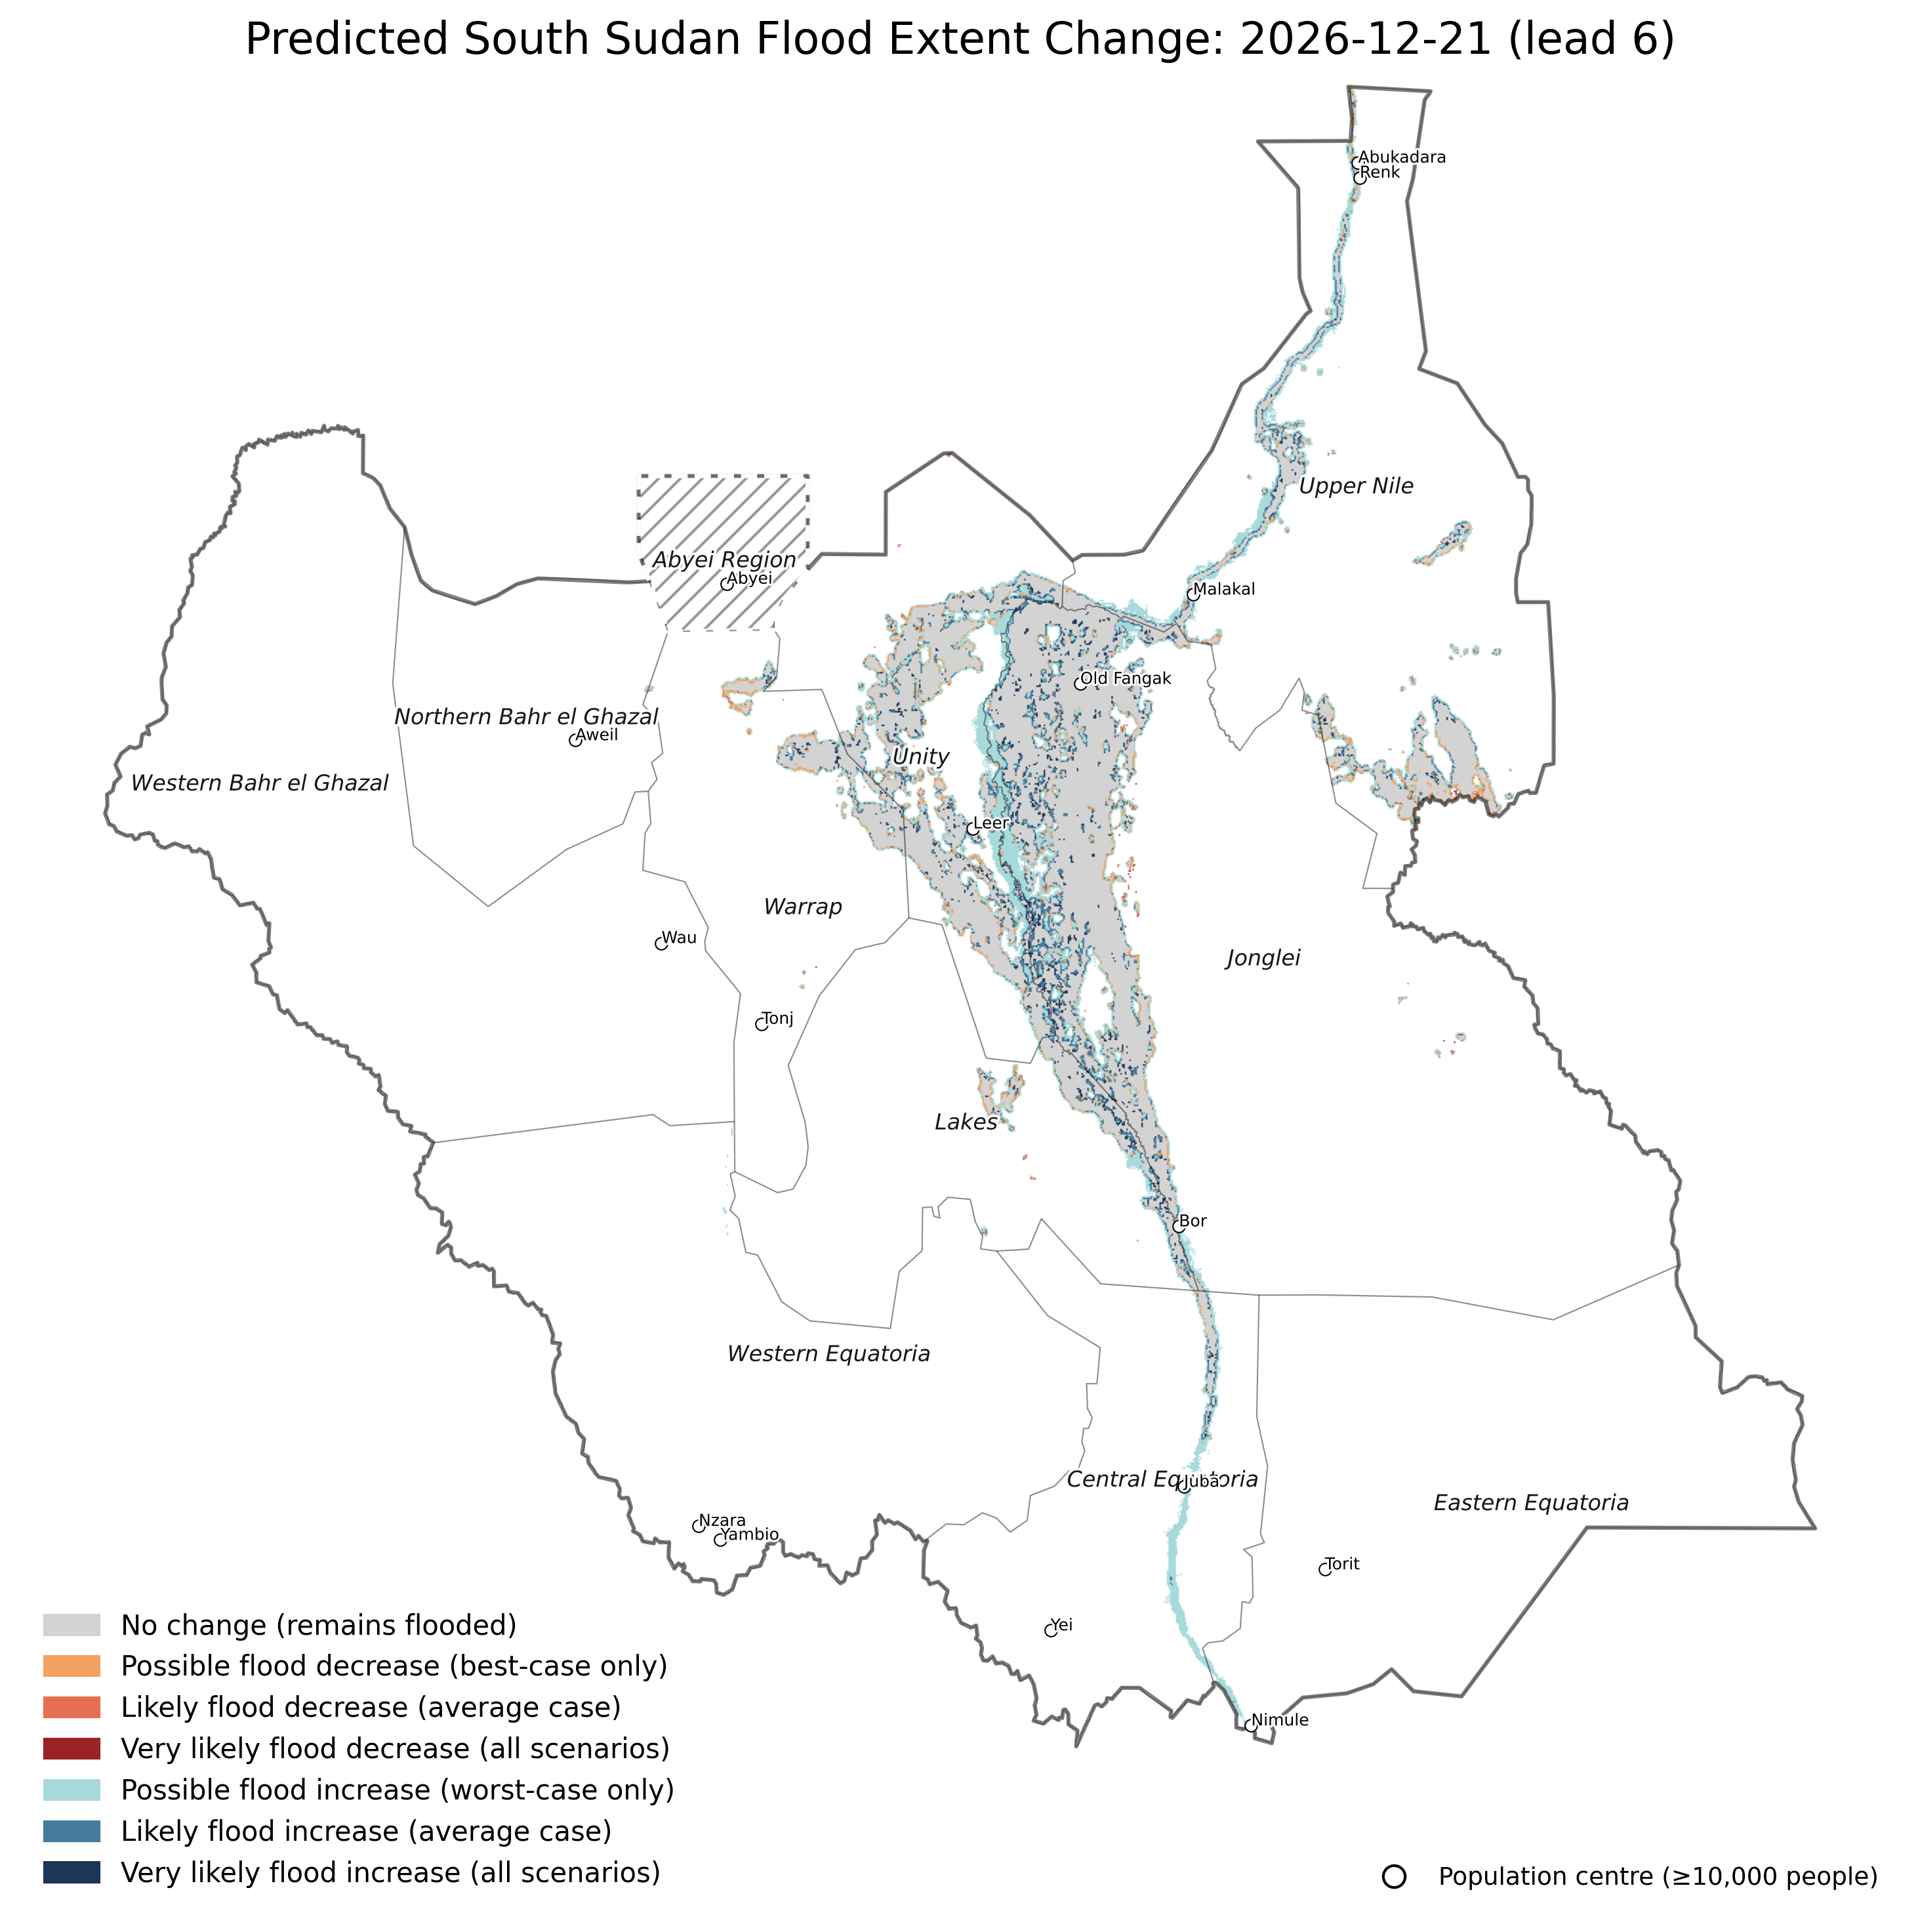 Predicted South Sudan Flood Extent Change: 2026-12-21 (lead 6)
Abukadara
Renk
Upper Nile
Abyei Region
Abyei
Malakal
Old Fangak
Northern Bahr el Ghazal
Aweil
Unity
Western Bahr el Ghazal
Leer
Warrap
Wau
Jonglei
Tonj
Lakes
Bor
Western Equatoria
Central Equatoria
Juba
Eastern Equatoria
Nzara
Yambio
Torit
Yei
Nimule
No change (remains flooded)
Possible flood decrease (best-case only)
Likely flood decrease (average case)
Very likely flood decrease (all scenarios)
Possible flood increase (worst-case only)
Likely flood increase (average case)
Very likely flood increase (all scenarios)
Population centre (≥10,000 people)